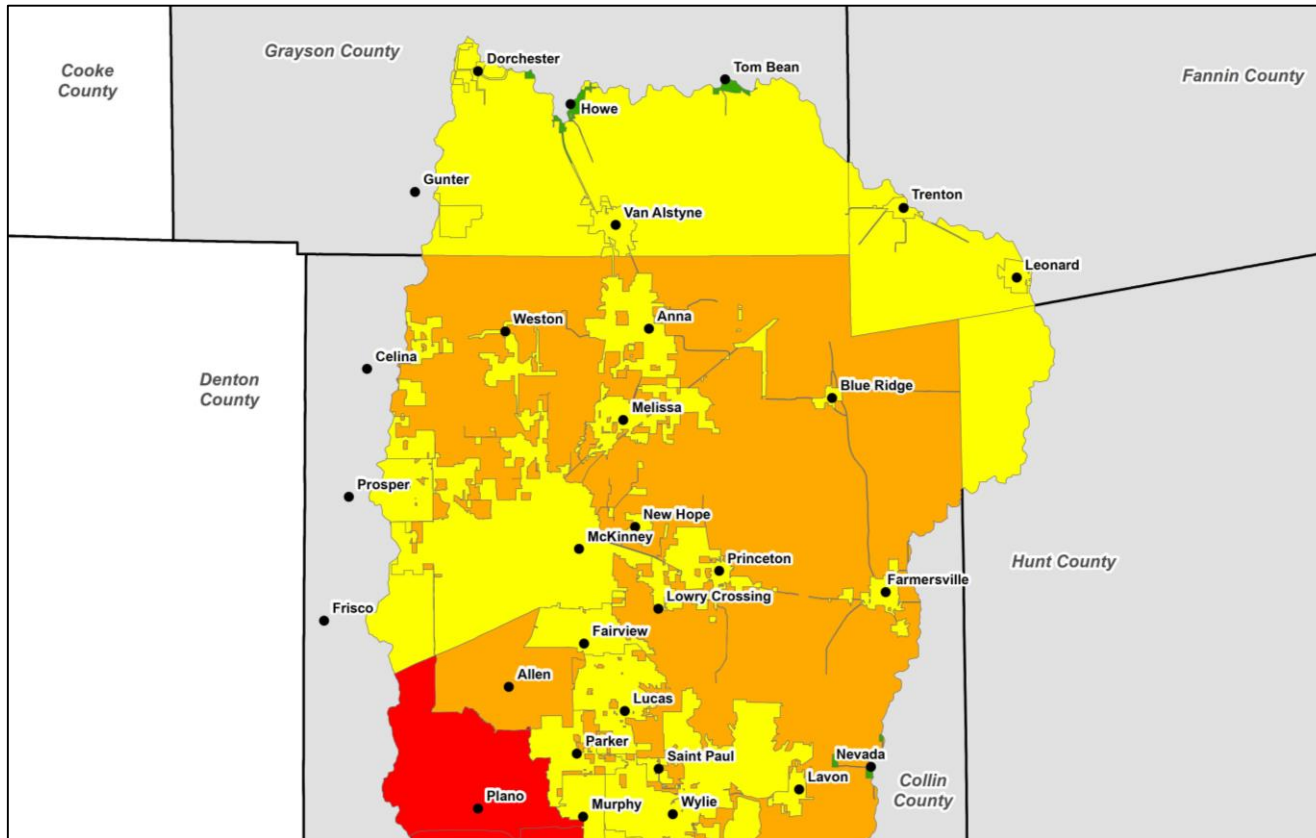 Grayson County
Dorchester
Tom Bean
Cooke
County
Fannin County
Howe
Gunter
Trenton
Van Alstyne
Leonard
Weston
Anna
Celina
Denton
County
Blue Ridge
Melissa
Prosper
New Hope
McKinney
Princeton
Hunt County
Farmersville
Lowry Crossing
Frisco
Fairview
Allen
Lucas
Parker
Saint Paul
Nevada
Collin
County
Lavon
Plano
Murphy
Wylie